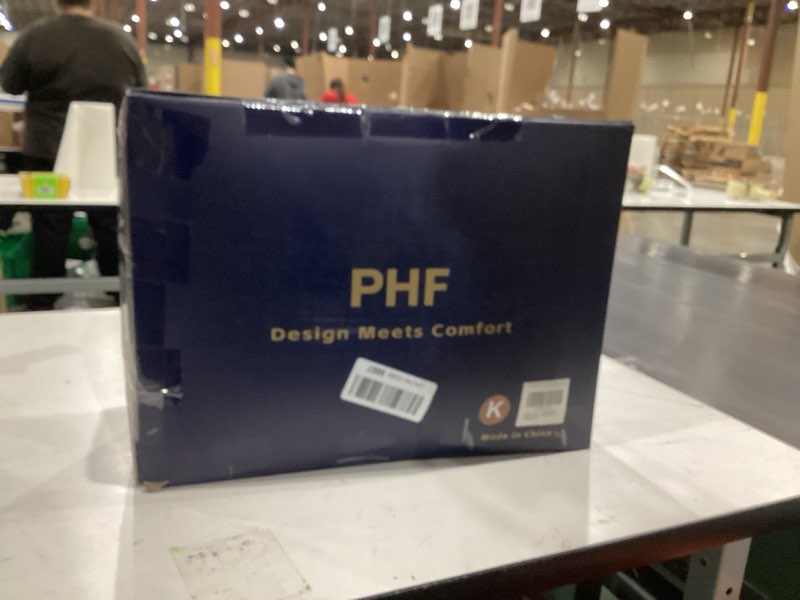 PHF
Design Meets Comfort
K
Made in China